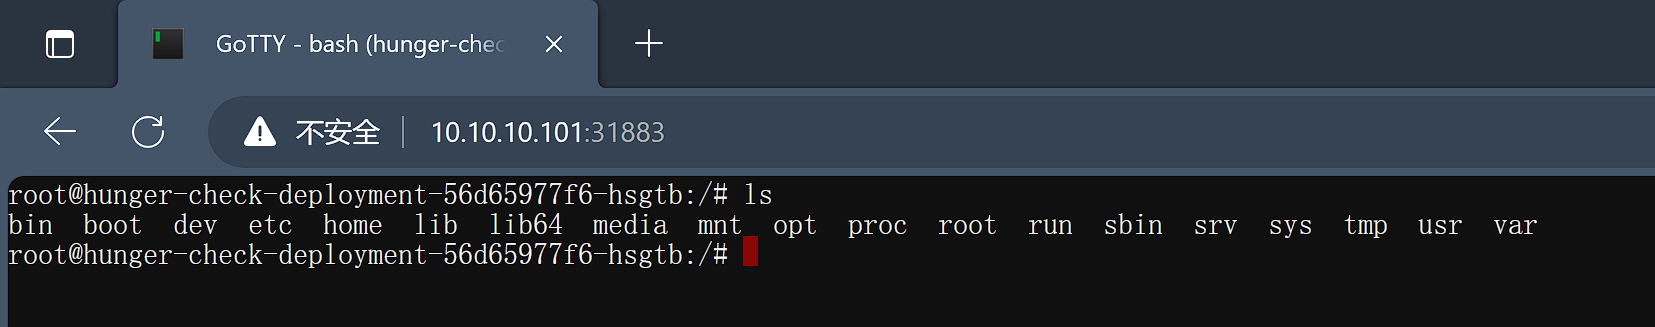 GoTTY - bash (hunger-chec
不安全 10.10.10.101:31883
root@hunger-check-deployment-56d65977f6-hsgtb:/# ls
bin  boot  dev  etc  home  lib  lib64  media  mnt  opt  proc  root  run  sbin  srv  sys  tmp  usr  var
root@hunger-check-deployment-56d65977f6-hsgtb:/#